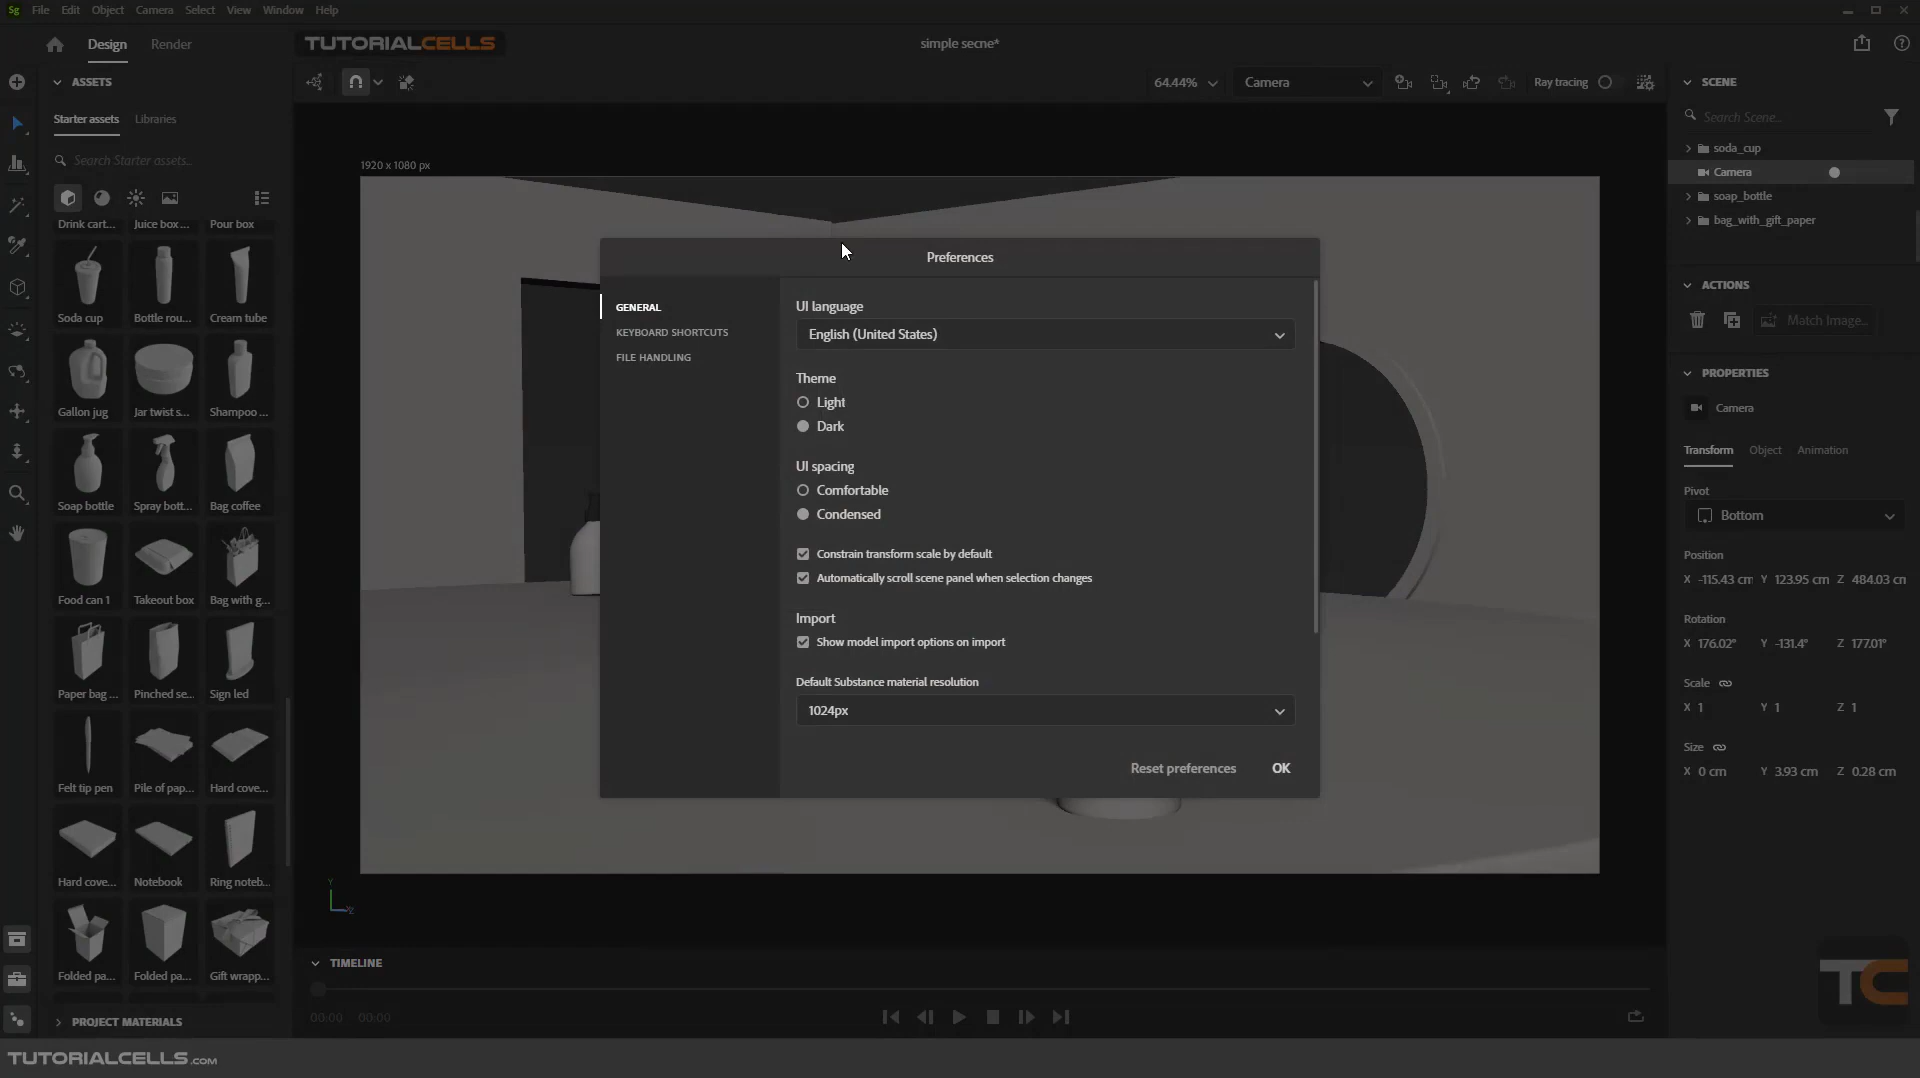 Sg File Edit Object Camera Select View Window Help
Design Render
TUTORIALCELLS
simple secne*
ASSETS
Starter assets Libraries
Search Starter assets...
Drink cart... Juice box ... Pour box
Soda cup Bottle rou... Cream tube
Gallon jug Jar twist s... Shampoo ...
Soap bottle Spray bott... Bag coffee
Food can 1 Takeout box Bag with g...
Paper bag ... Pinched se... Sign led
Felt tip pen Pile of pap... Hard cove...
Hard cove... Notebook Ring noteb...
Folded pa... Folded pa... Gift wrapp...
PROJECT MATERIALS
64.44% Camera Ray tracing
1920 x 1080 px
Preferences
GENERAL
KEYBOARD SHORTCUTS
FILE HANDLING
UI language
English (United States)
Theme
Light
Dark
UI spacing
Comfortable
Condensed
Constrain transform scale by default
Automatically scroll scene panel when selection changes
Import
Show model import options on import
Default Substance material resolution
1024px
Reset preferences OK
Y
TIMELINE
00:00 00:00
SCENE
Search Scene...
soda_cup
Camera
soap_bottle
bag_with_gift_paper
ACTIONS
Match Image...
PROPERTIES
Camera
Transform Object Animation
Pivot
Bottom
Position
X -115.43 cm Y 123.95 cm Z 484.03 cm
Rotation
X 176.02° Y -131.4° Z 177.01°
Scale
X 1 Y 1 Z 1
Size
X 0 cm Y 3.93 cm Z 0.28 cm
TC
TUTORIALCELLS.COM